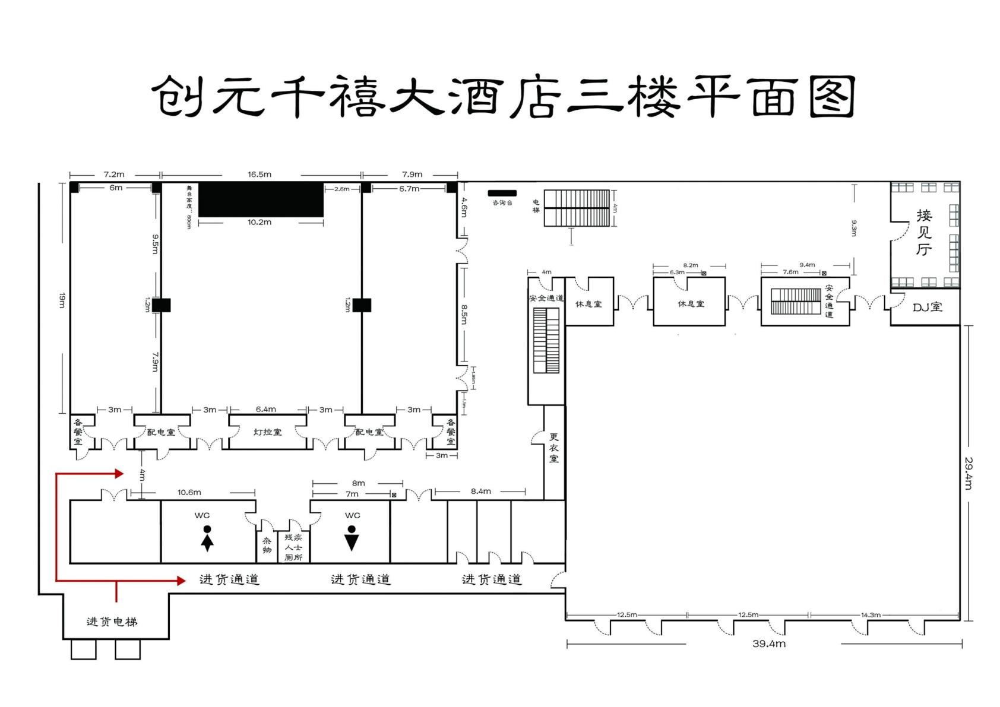 创元千禧大酒店三楼平面图
7.2m
16.5m
7.9m
6m
2.6m
6.7m
舞台高度：60cm
10.2m
4.6m
咨询台
电梯
4m
9.3m
接见厅
9.5m
19m
1.2m
1.2m
8.5m
4m
8.2m
6.3m
9.4m
7.6m
安全通道
休息室
休息室
安全通道
DJ室
7.9m
1.95m
1.1m
3m
3m
6.4m
3m
3m
备餐室
配电室
灯控室
配电室
备餐室
更衣室
3m
4m
10.6m
8m
7m
8.4m
29.4m
WC
WC
杂物
残疾人士厕所
进货通道
进货通道
进货通道
进货电梯
12.5m
12.5m
14.3m
39.4m